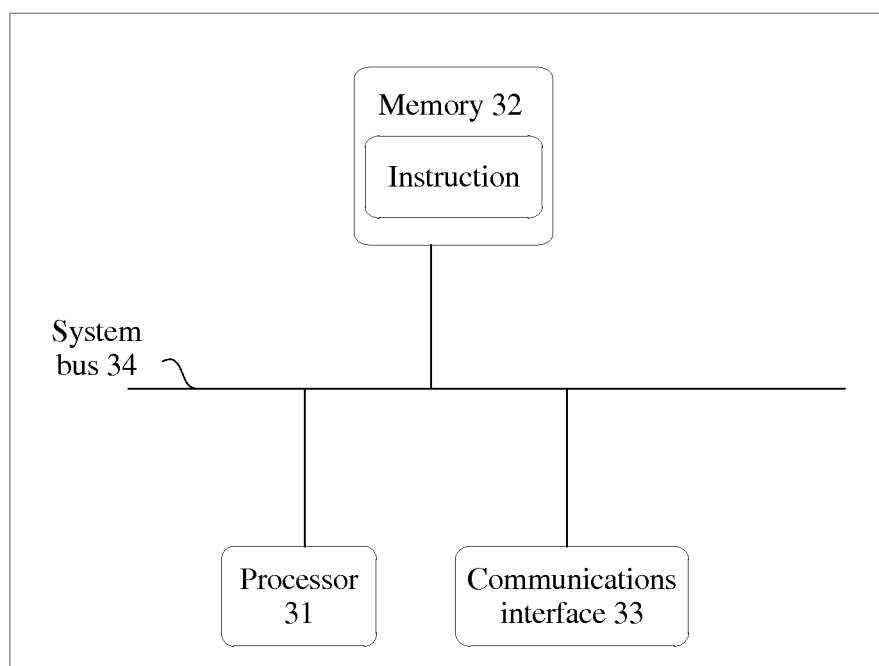 Memory 32
Instruction
System
bus 34
Processor
31
Communications
interface 33